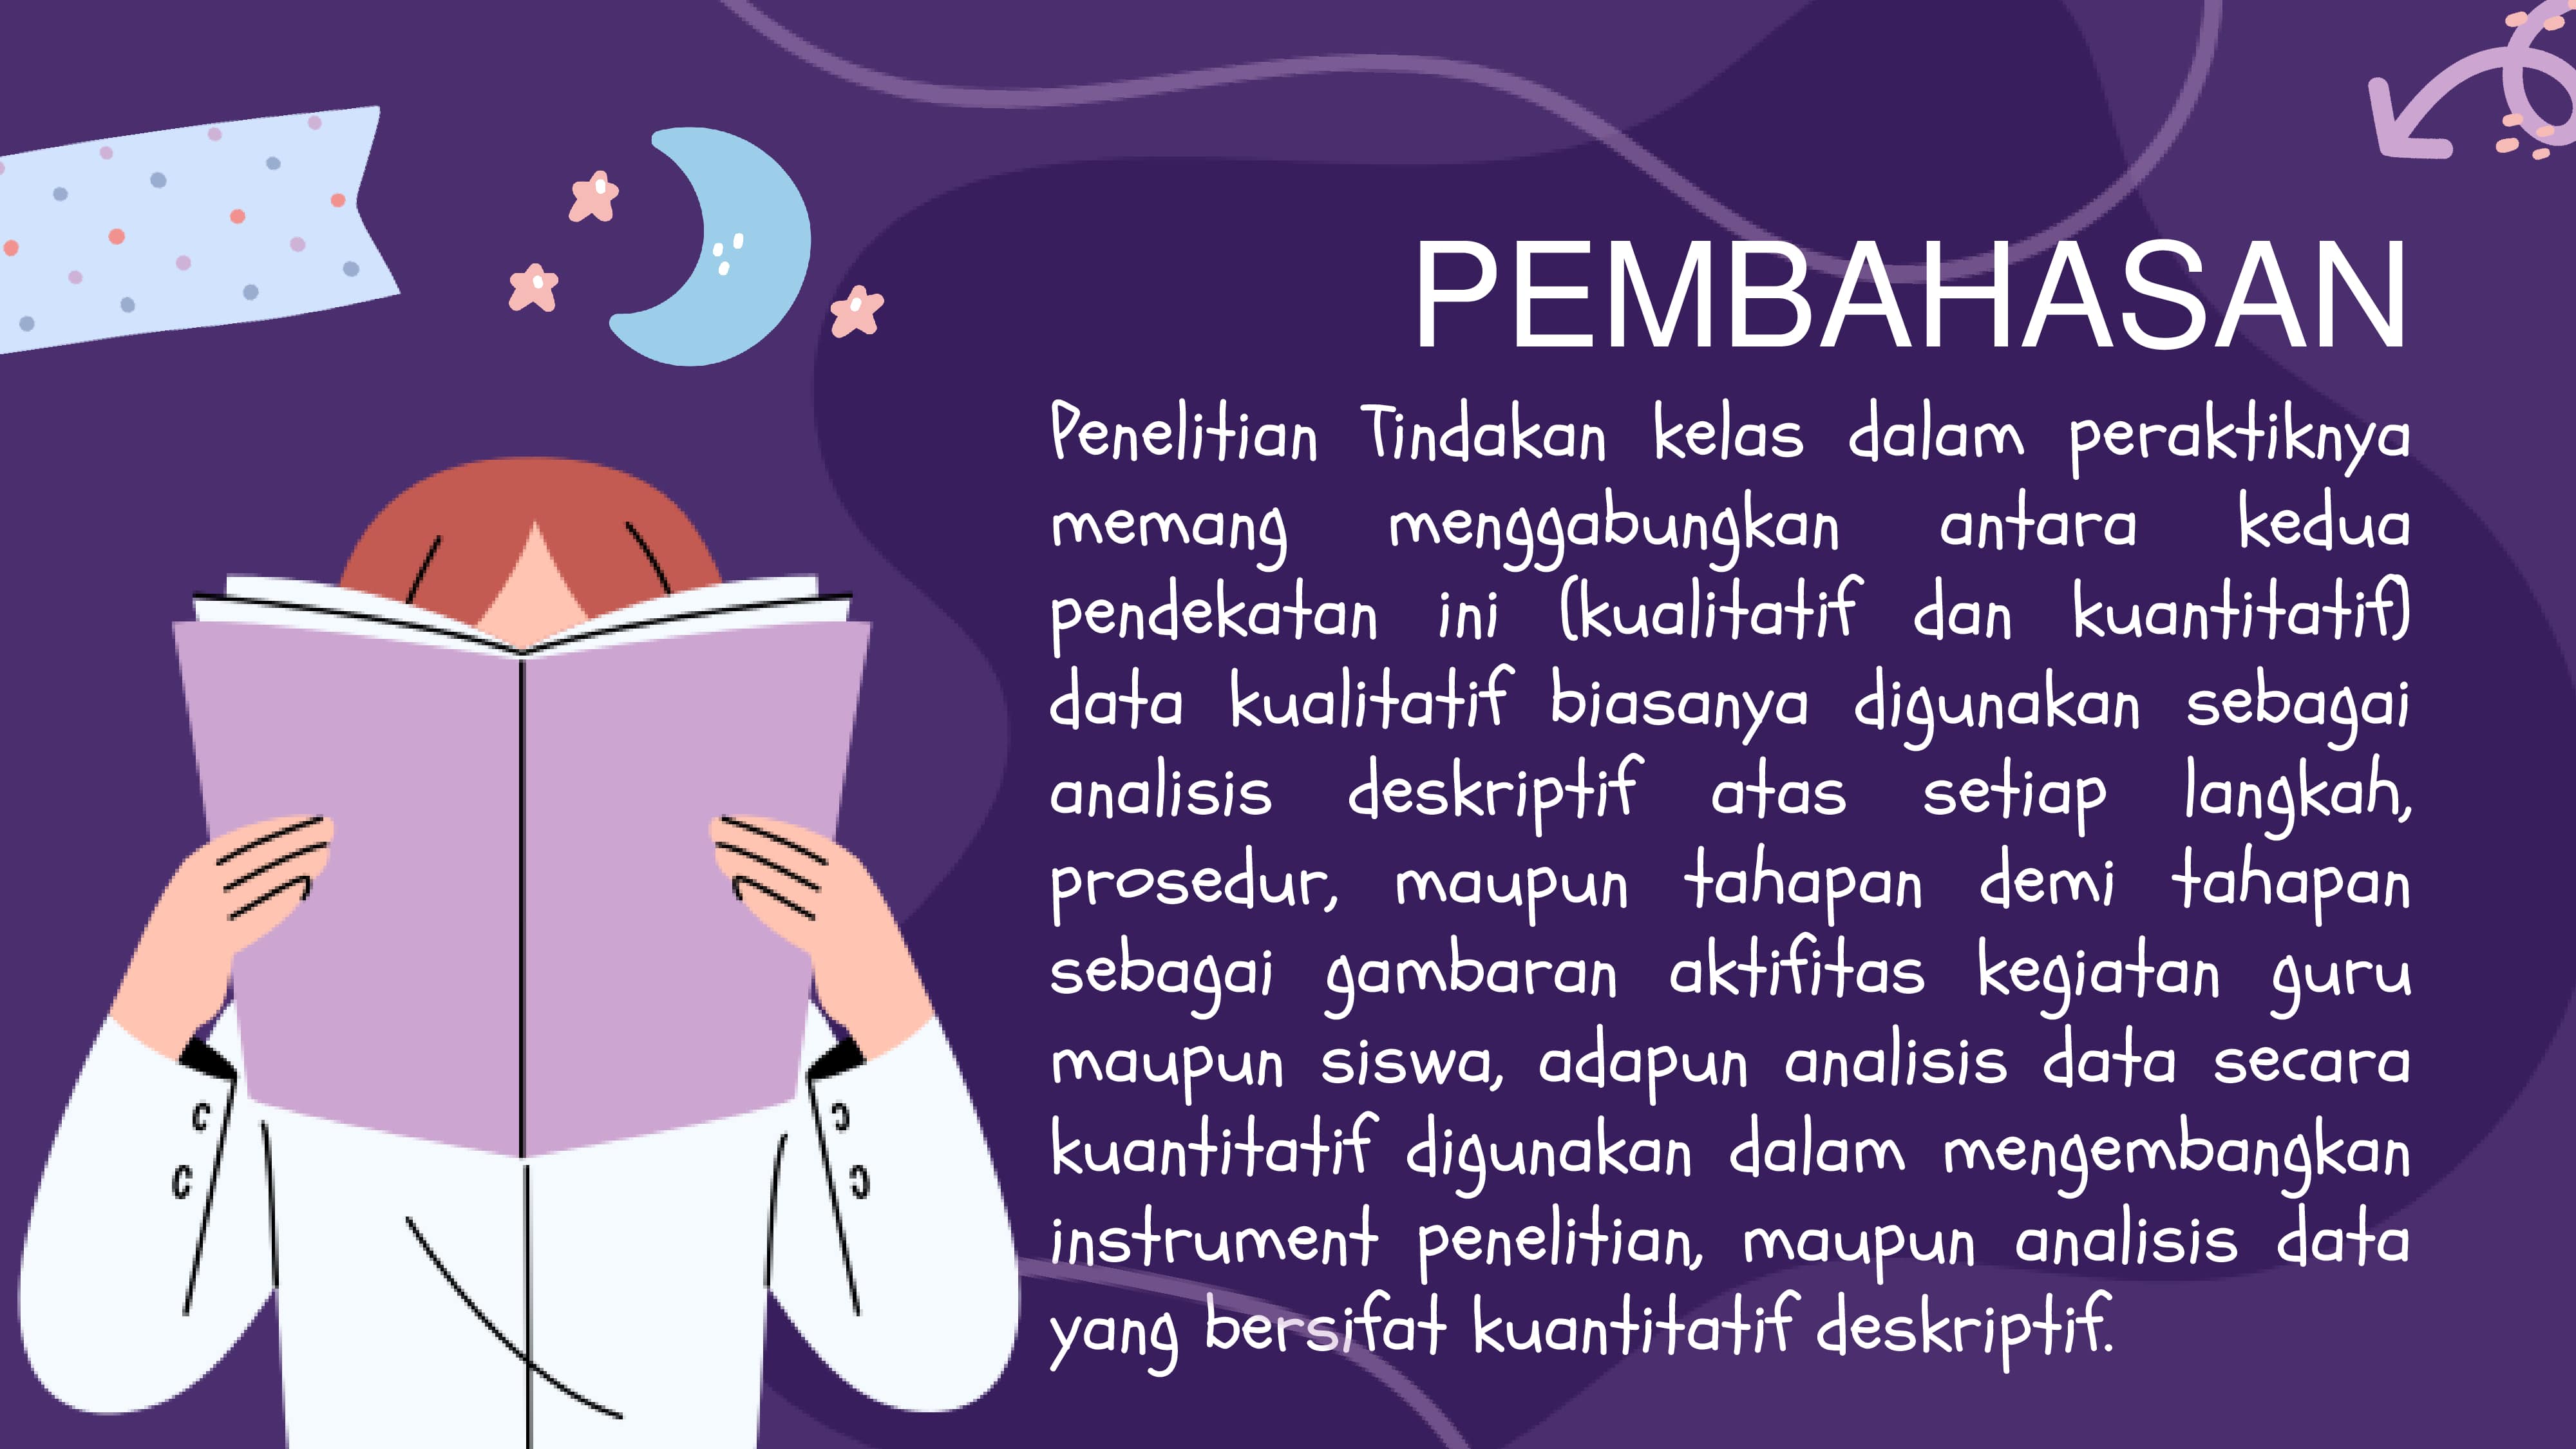 PEMBAHASAN
Penelitian Tindakan kelas dalam peraktiknya
memang menggabungkan antara kedua
pendekatan ini (kualitatif dan kuantitatif)
data kualitatif biasanya digunakan sebagai
analisis deskriptif atas setiap langkah,
prosedur, maupun tahapan demi tahapan
sebagai gambaran aktifitas kegiatan guru
maupun siswa, adapun analisis data secara
kuantitatif digunakan dalam mengembangkan
instrument penelitian, maupun analisis data
yang bersifat kuantitatif deskriptif.